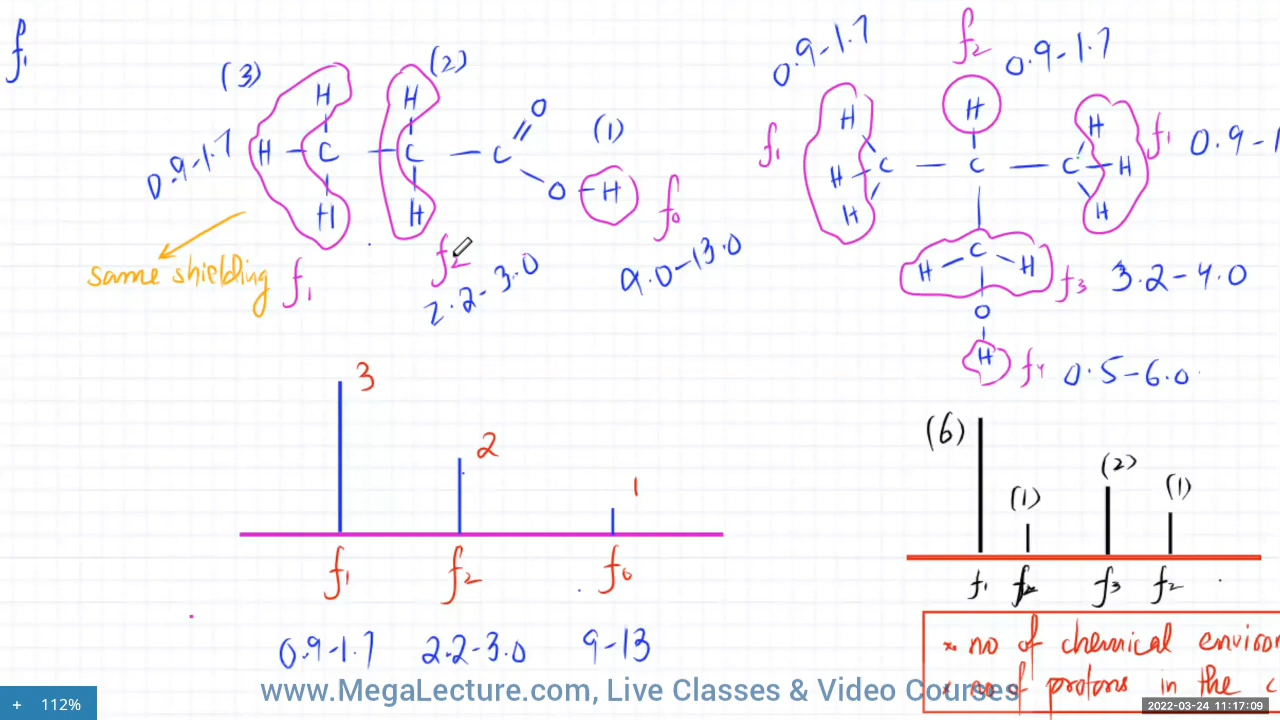 f1
(3)
(2)
H
H
O
(1)
0.9-1.7
H - C - C - C
O - H
f0
H
H
same shielding
f1
f2
2.2-3.0
9.0-13.0
0.9-1.7
f2
0.9-1.7
H
H
H
f1
f1
0.9-1
H
C - C - C
H
H
H
C
H
H
f3
3.2-4.0
O
H
f4
0.5-6.0
3
2
1
f1
f2
f0
0.9-1.7
2.2-3.0
9-13
(6)
(1)
(2)
(1)
f1
f3
f2
* no of chemical environ
no of protons in the c
www.MegaLecture.com, Live Classes & Video Courses
+ 112%
2022-03-24 11:17:09